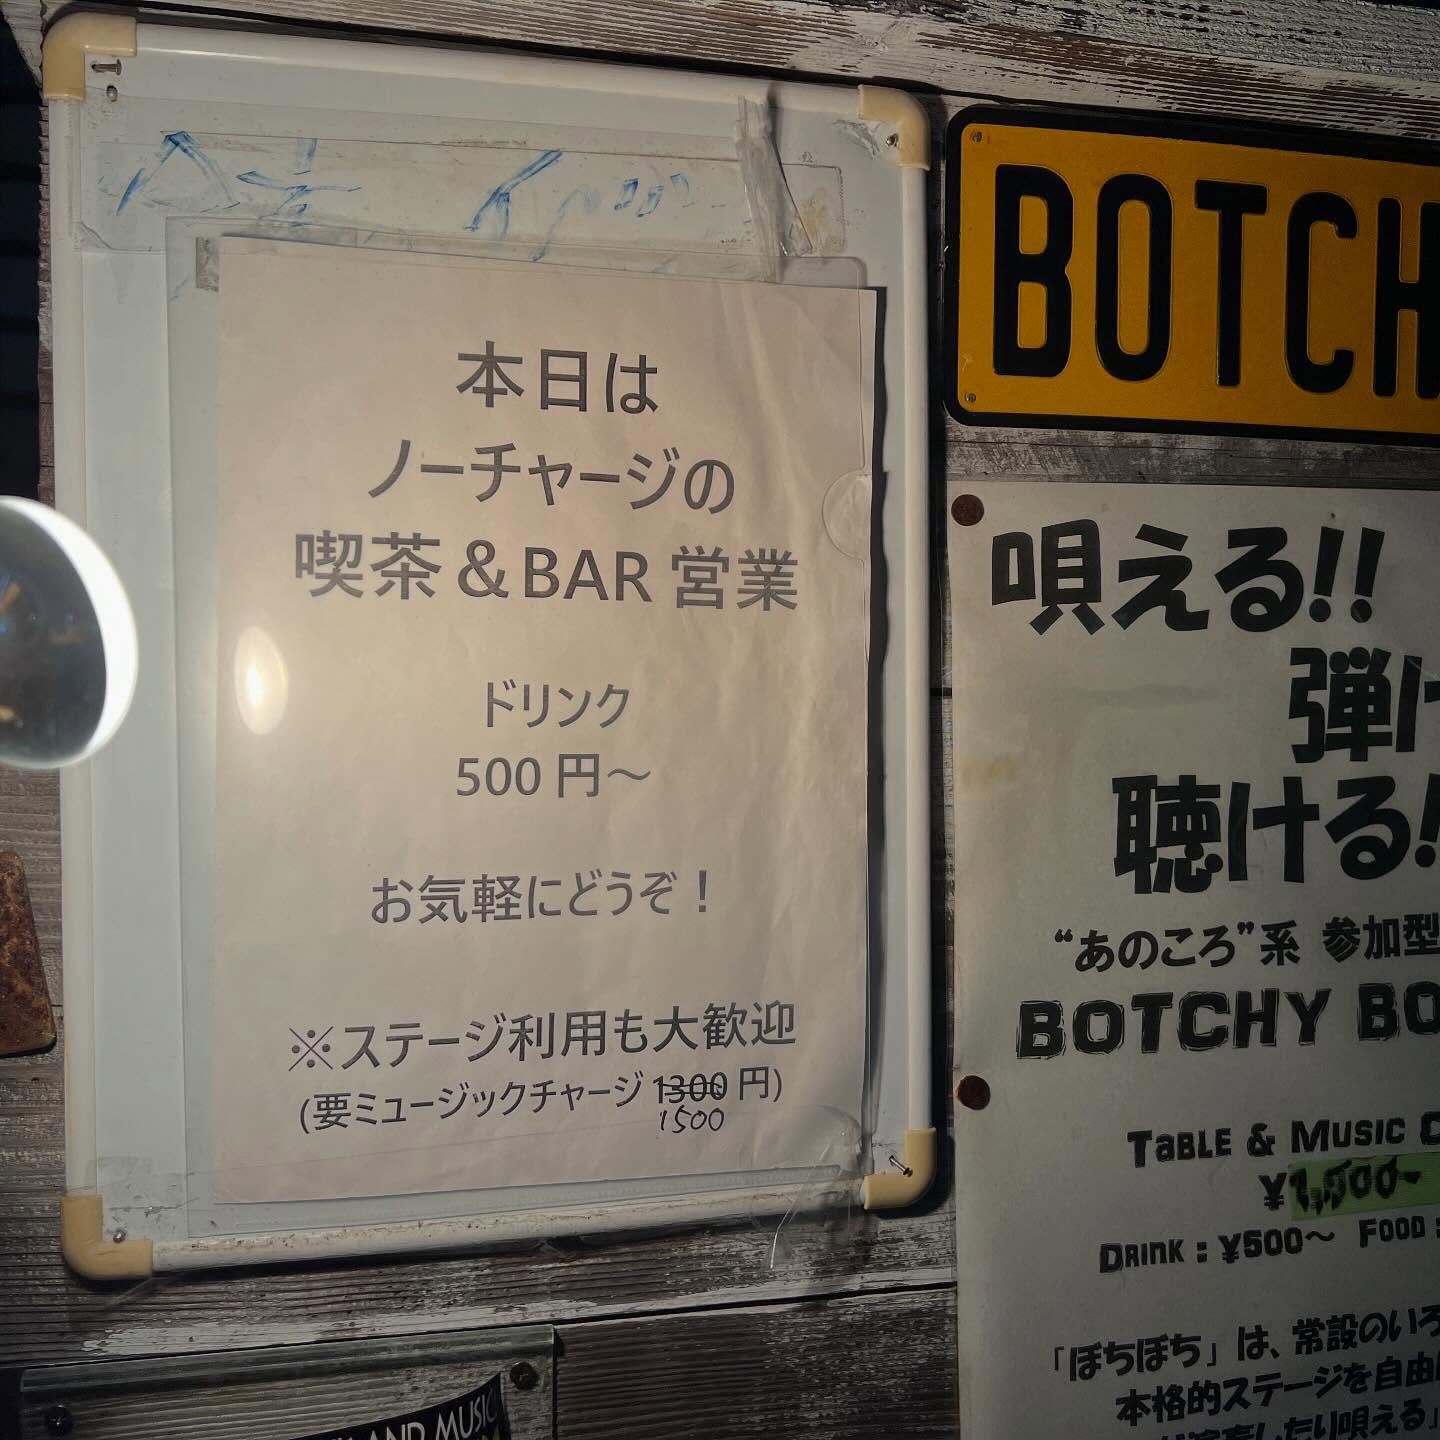 本日は
ノーチャージの
喫茶＆BAR 営業
ドリンク
500 円～
お気軽にどうぞ！
※ステージ利用も大歓迎
(要ミュージックチャージ 1300 円)
1500
BOTCH
唄える!!
弾け
聴ける!
“あのころ”系 参加型
BOTCHY BO
TABLE & MUSIC C
¥1,500-
DRINK : ¥500～ FOOD :
「ぼちぼち」は、常設のいろ
本格的ステージを自由に
AND MUSIC